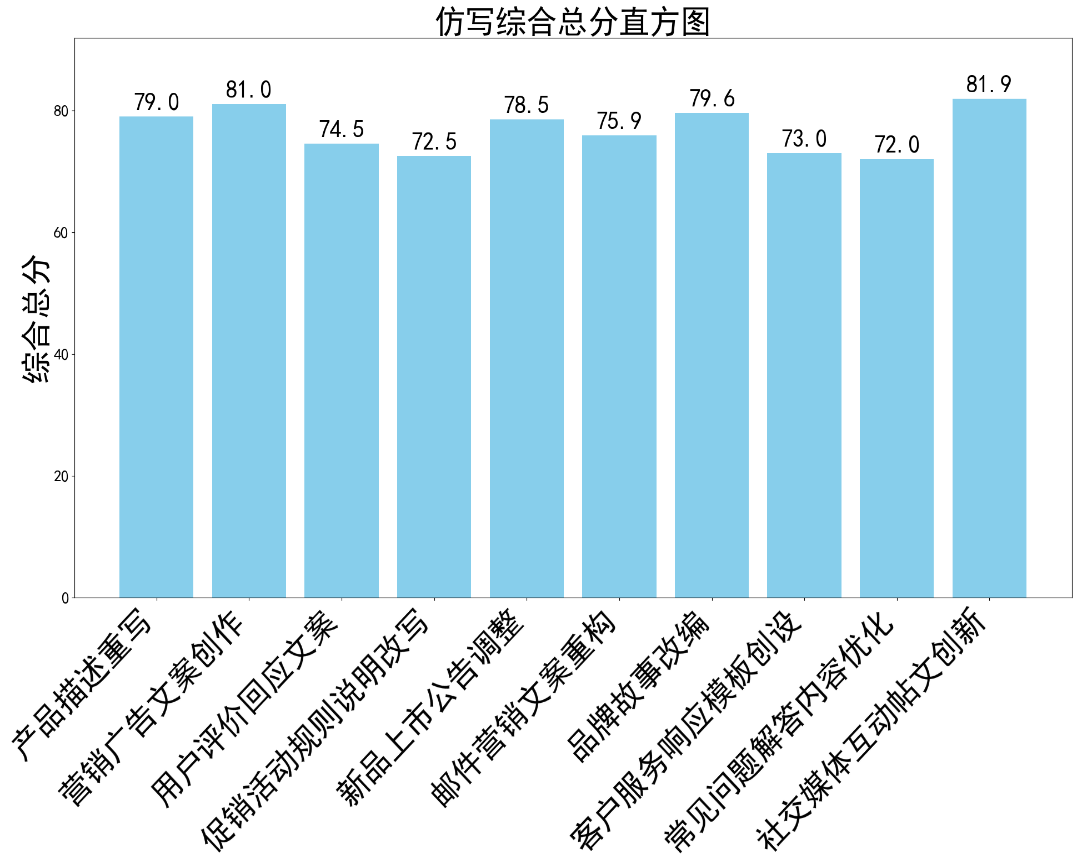 仿写综合总分直方图
综合总分
80
60
40
20
0
79.0
81.0
74.5
72.5
78.5
75.9
79.6
73.0
72.0
81.9
产品描述重写
营销广告文案创作
用户评价回应文案
促销活动规则说明改写
新品上市公告调整
邮件营销文案重构
品牌故事改编
客户服务响应模板创设
常见问题解答内容优化
社交媒体互动帖文创新